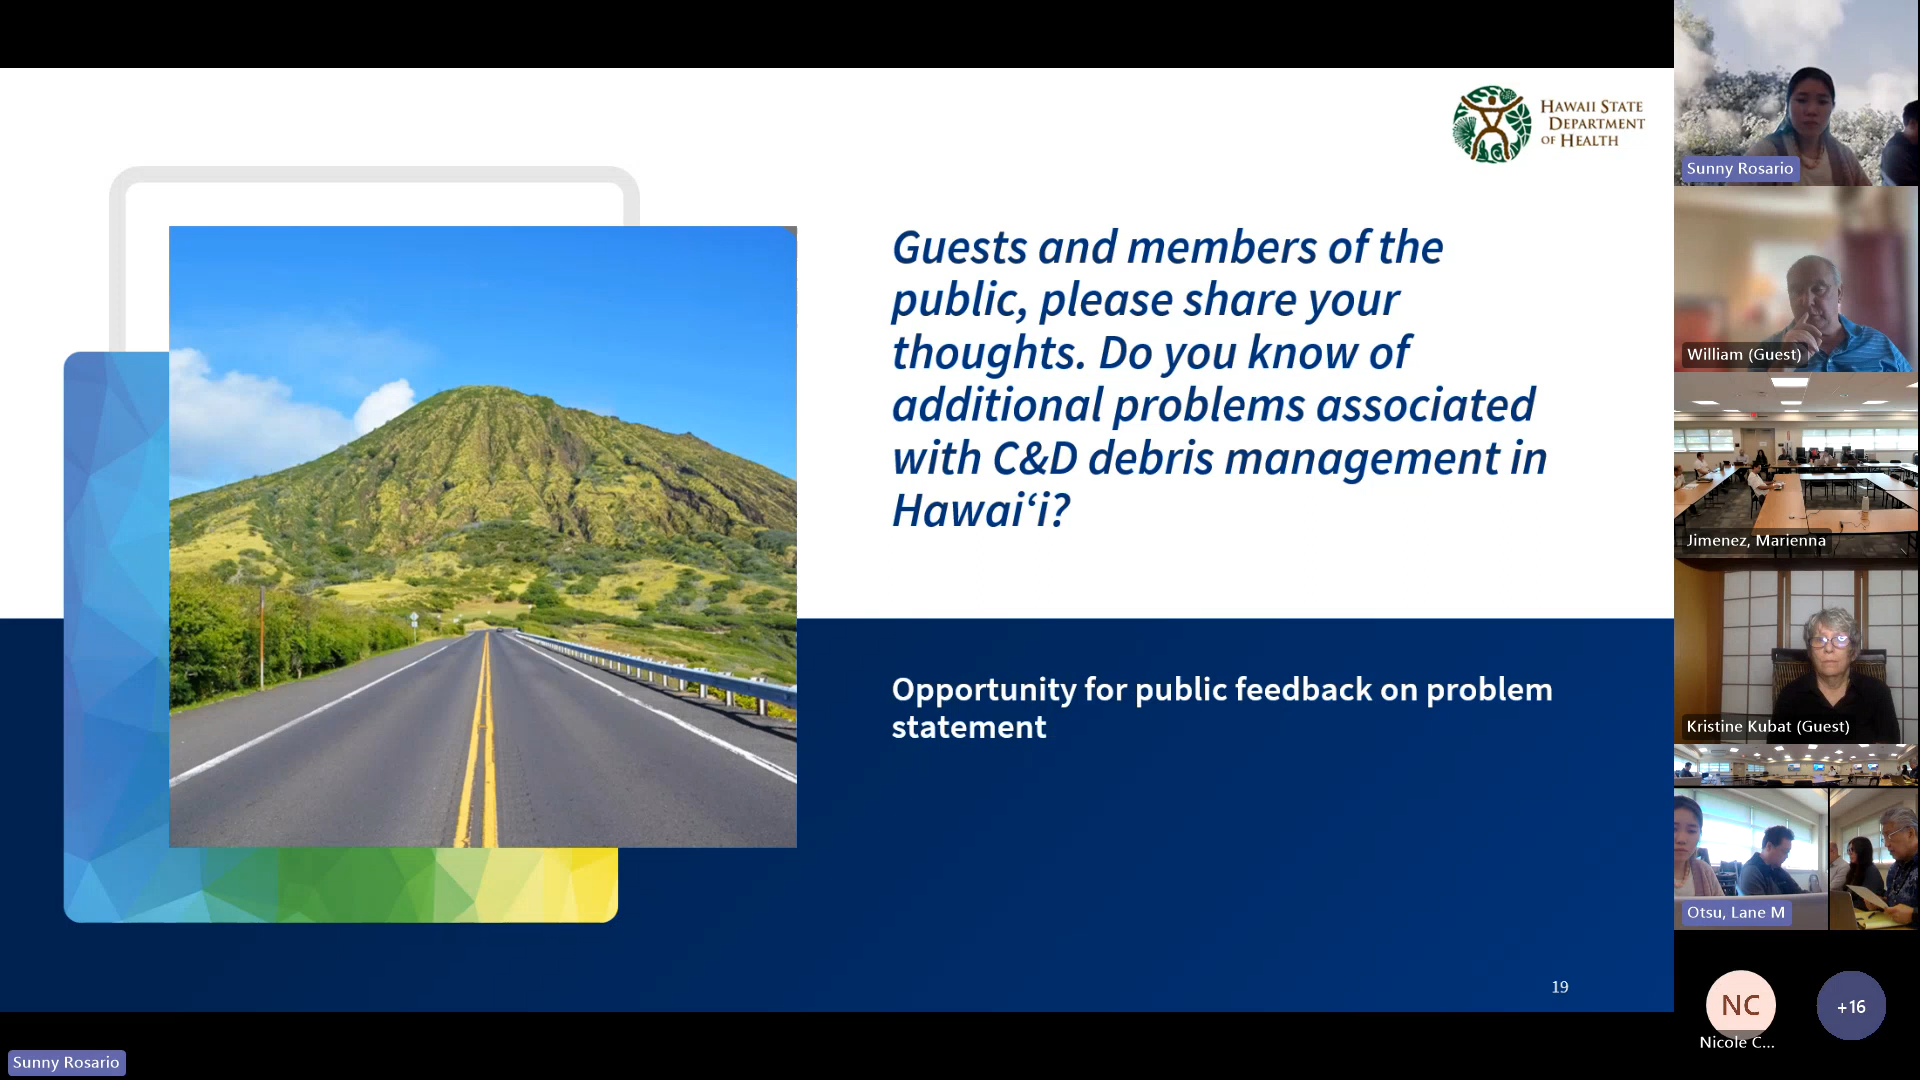 HAWAII STATE
DEPARTMENT
OF HEALTH
Guests and members of the
public, please share your
thoughts. Do you know of
additional problems associated
with C&D debris management in
Hawaiʻi?
Opportunity for public feedback on problem
statement
19
Sunny Rosario
Sunny Rosario
William (Guest)
Jimenez, Marienna
Kristine Kubat (Guest)
Otsu, Lane M
NC
Nicole C...
+16